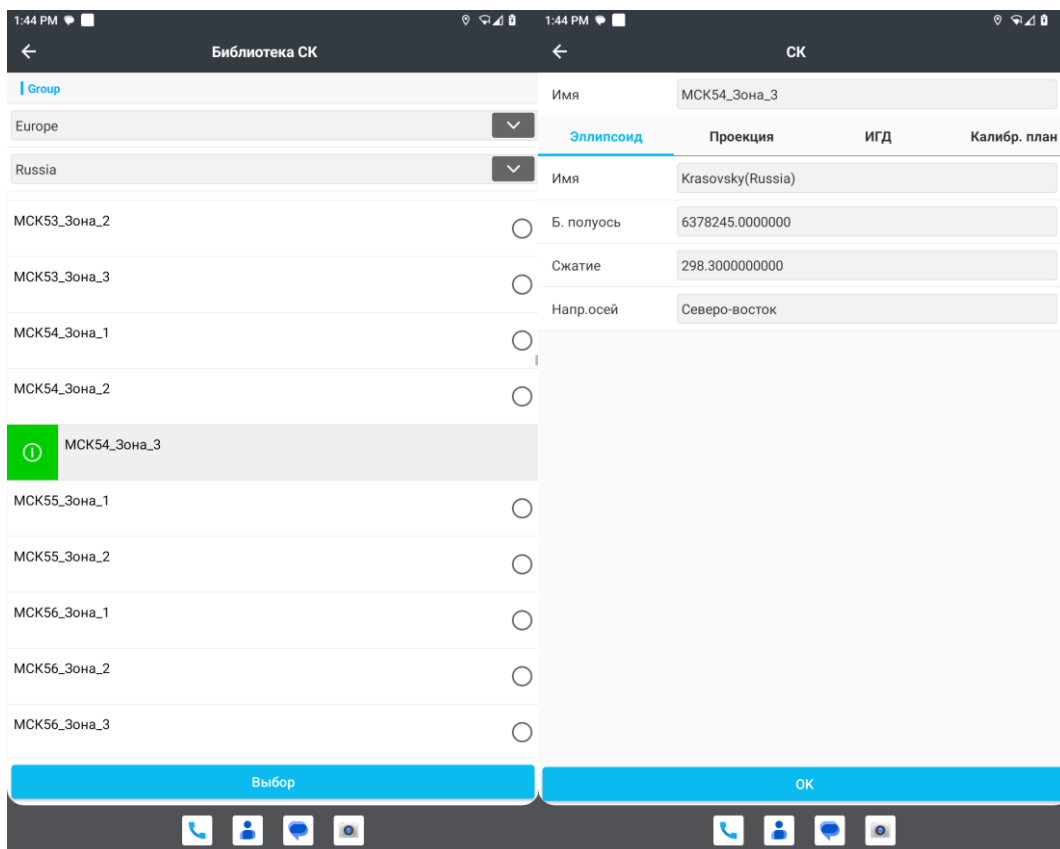 1:44 PM
Библиотека СК
Group
Europe
Russia
МСК53_Зона_2
МСК53_Зона_3
МСК54_Зона_1
МСК54_Зона_2
МСК54_Зона_3
МСК55_Зона_1
МСК55_Зона_2
МСК56_Зона_1
МСК56_Зона_2
МСК56_Зона_3
Выбор
1:44 PM
СК
Имя МСК54_Зона_3
Эллипсоид Проекция ИГД Калибр. план
Имя Krasovsky(Russia)
Б. полуось 6378245.0000000
Сжатие 298.3000000000
Напр.осей Северо-восток
ОК